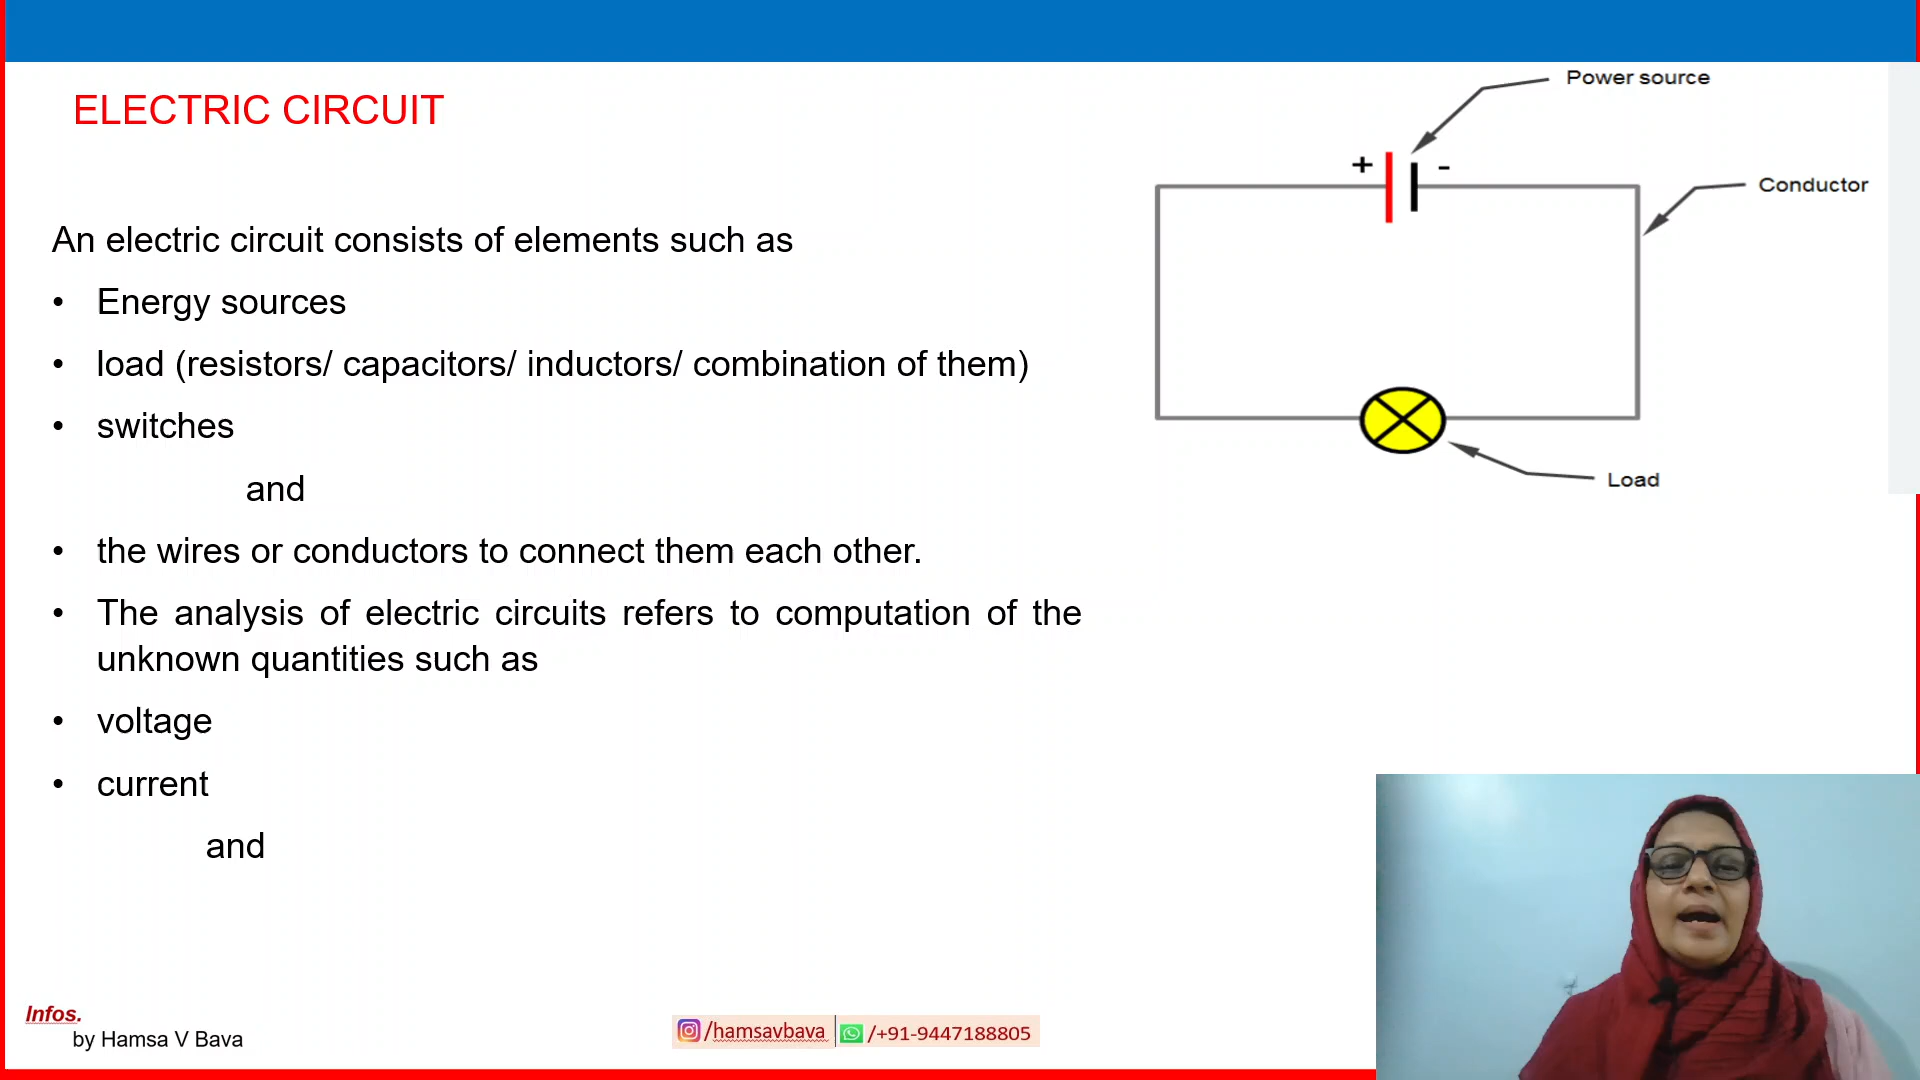 ELECTRIC CIRCUIT
An electric circuit consists of elements such as
• Energy sources
• load (resistors/ capacitors/ inductors/ combination of them)
• switches
and
• the wires or conductors to connect them each other.
• The analysis of electric circuits refers to computation of the
unknown quantities such as
• voltage
• current
and
Power source
+ -
Conductor
Load
Infos.
by Hamsa V Bava
/hamsavbava /+91-9447188805